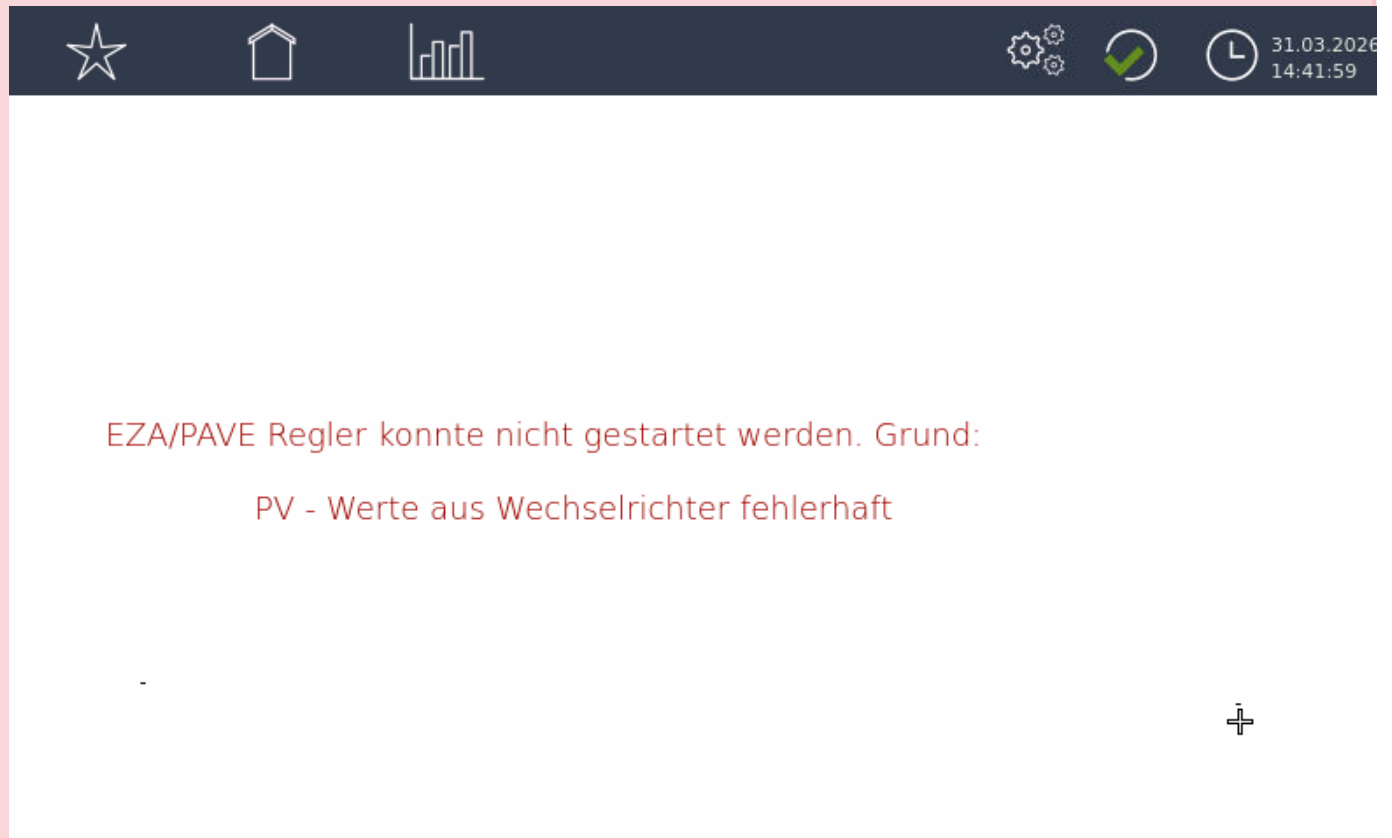 31.03.2026
14:41:59
EZA/PAVE Regler konnte nicht gestartet werden. Grund:
PV - Werte aus Wechselrichter fehlerhaft
-
-